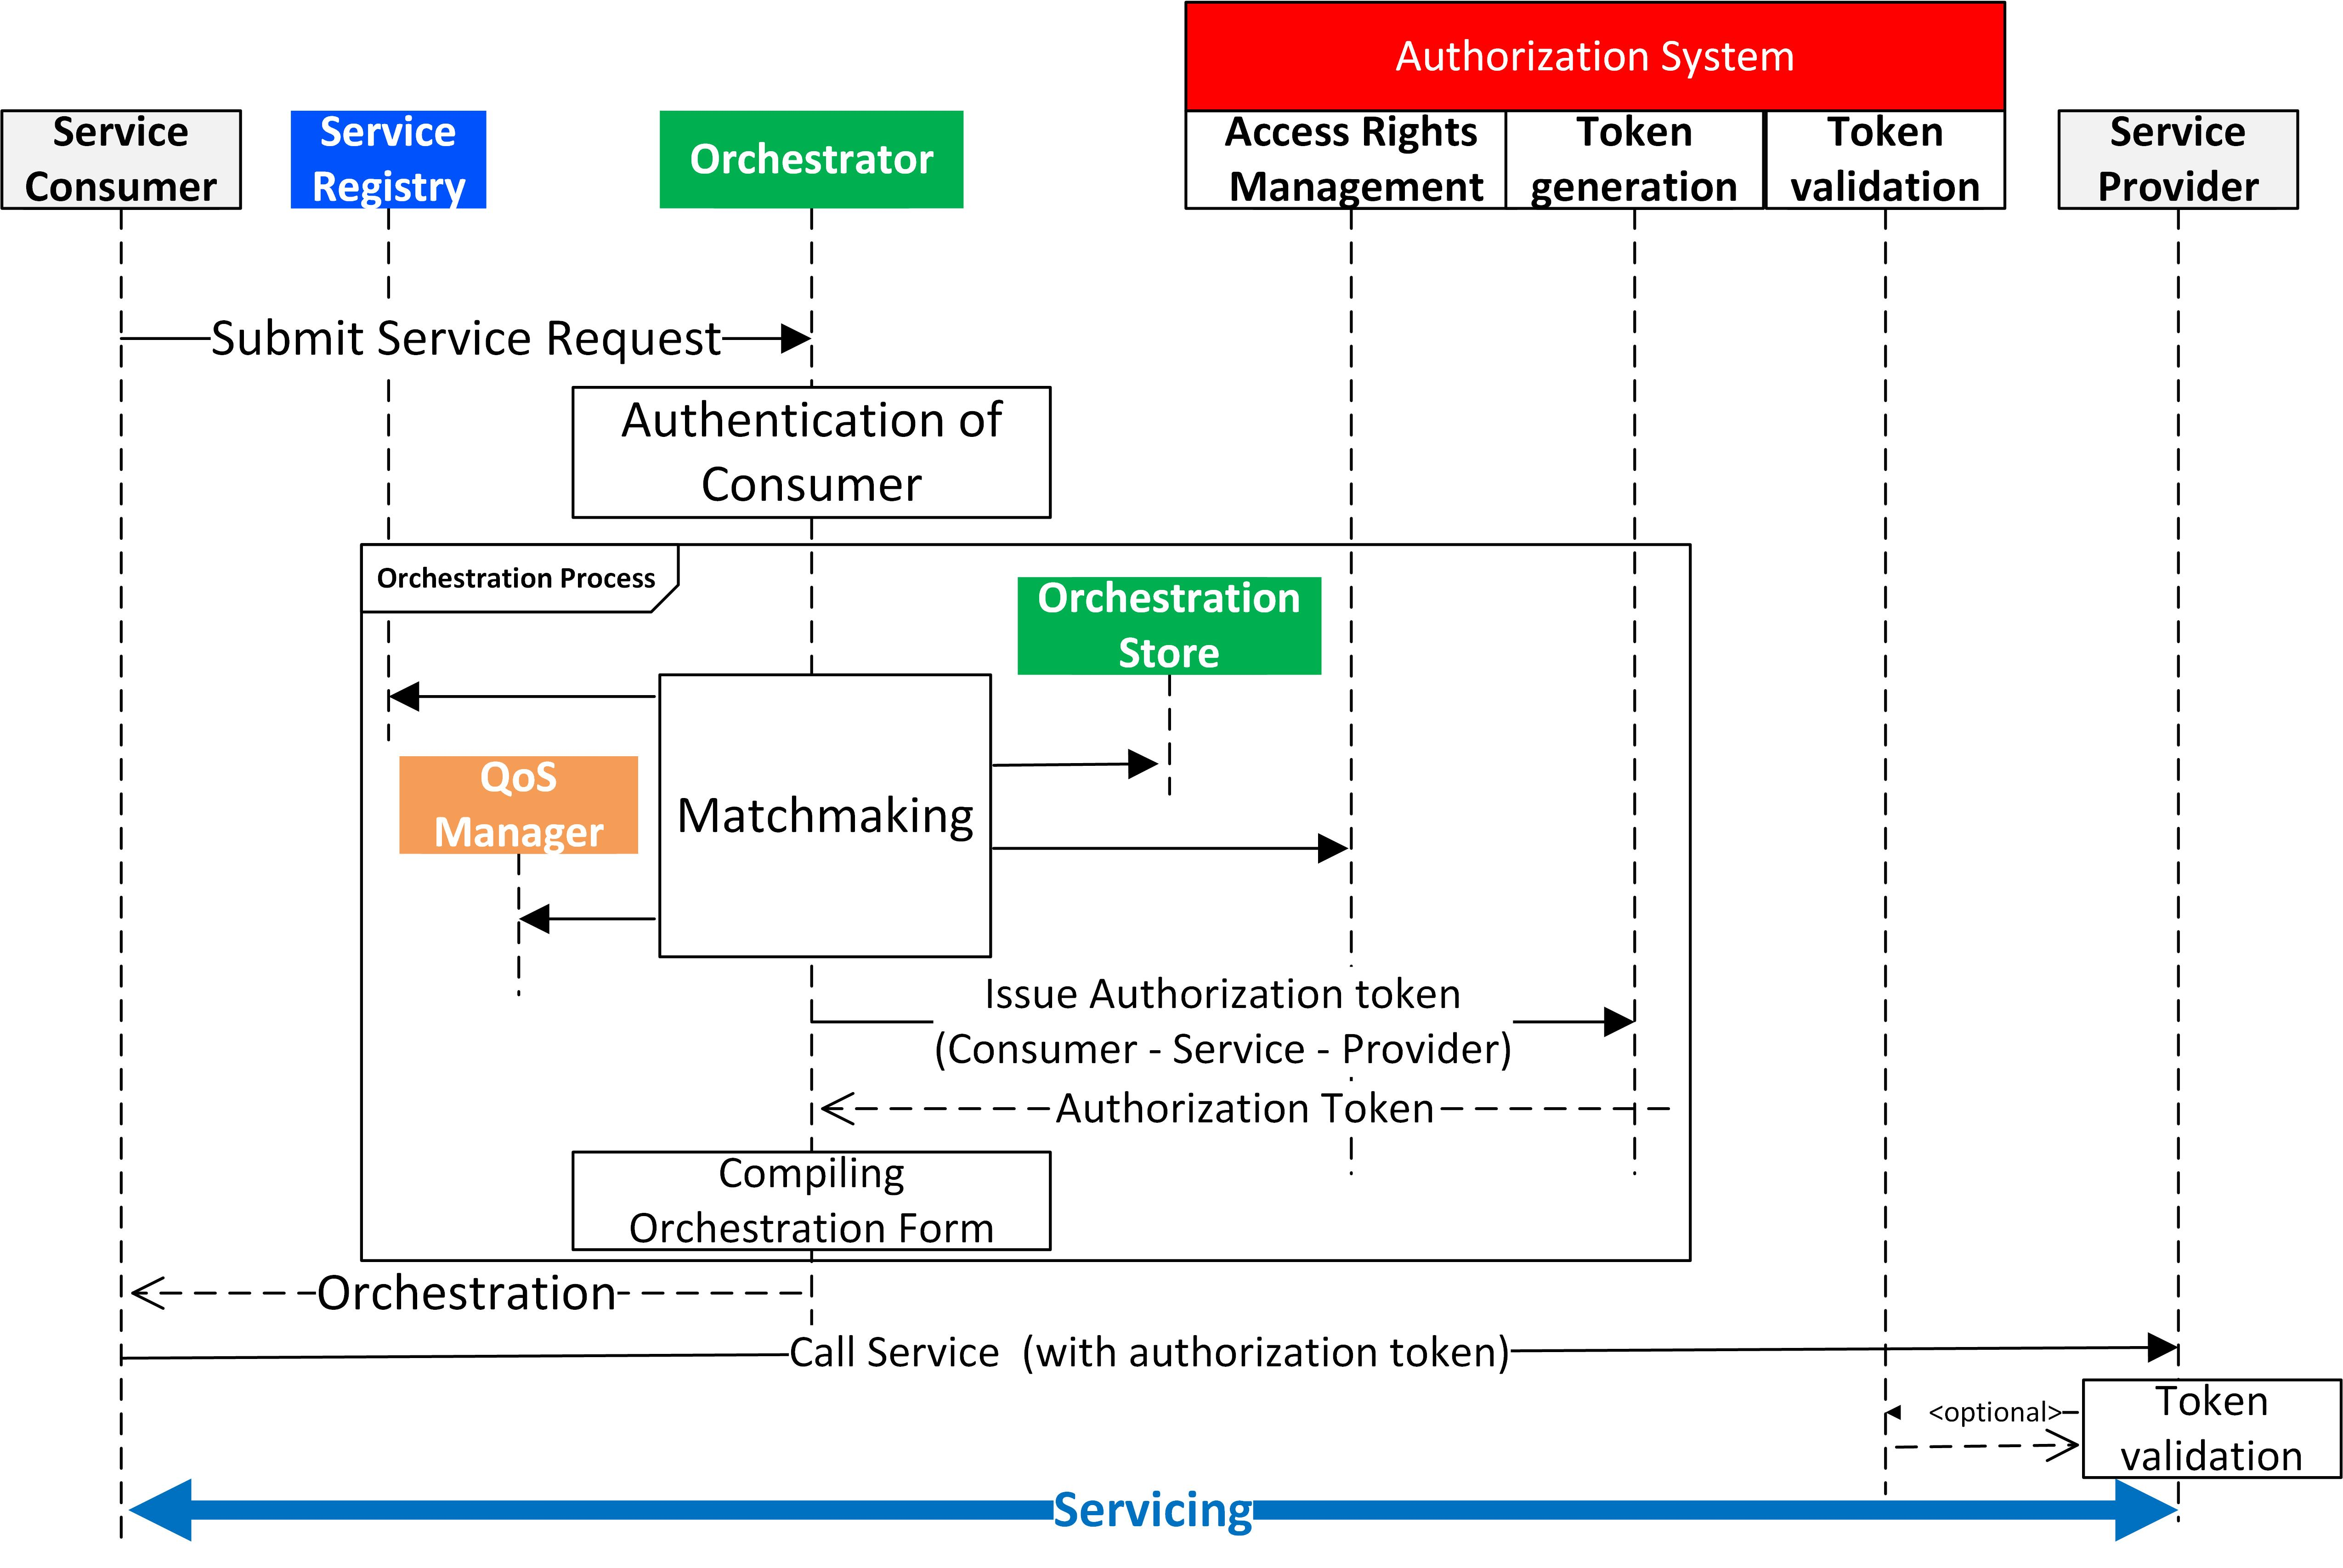 Authorization System
Service
Consumer
Service
Registry
Orchestrator
Access Rights
Management
Token
generation
Token
validation
Service
Provider
Submit Service Request
Authentication of
Consumer
Orchestration Process
Orchestration
Store
QoS
Manager
Matchmaking
Issue Authorization token
(Consumer - Service - Provider)
Authorization Token
Compiling
Orchestration Form
Orchestration
Call Service (with authorization token)
<optional>
Token
validation
Servicing